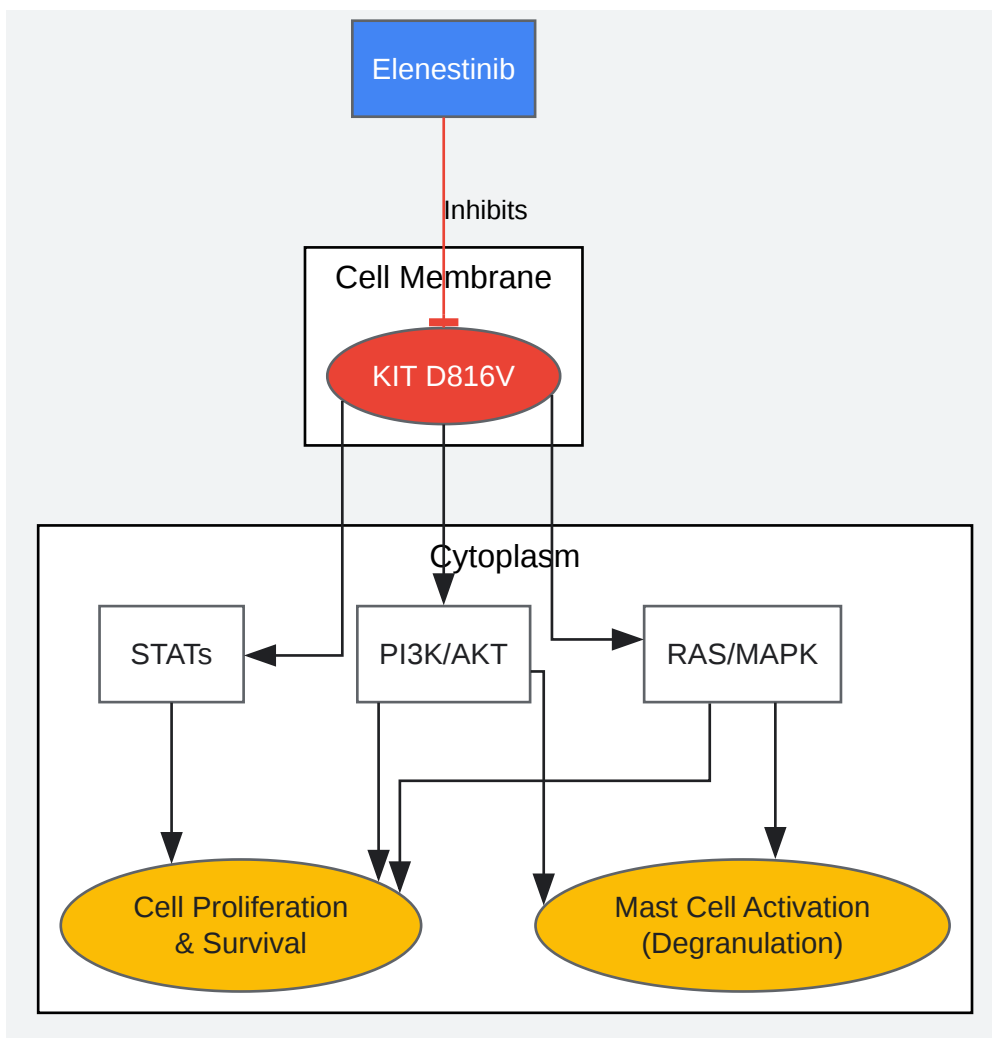 Elenestinib
Inhibits
Cell Membrane
KIT D816V
Cytoplasm
STATs
PI3K/AKT
RAS/MAPK
Cell Proliferation
& Survival
Mast Cell Activation
(Degranulation)